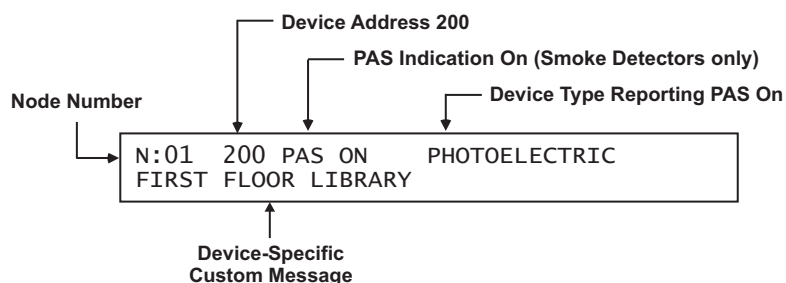 Device Address 200
PAS Indication On (Smoke Detectors only)
Node Number
Device Type Reporting PAS On
N:01 200 PAS ON PHOTOELECTRIC
FIRST FLOOR LIBRARY
Device-Specific
Custom Message